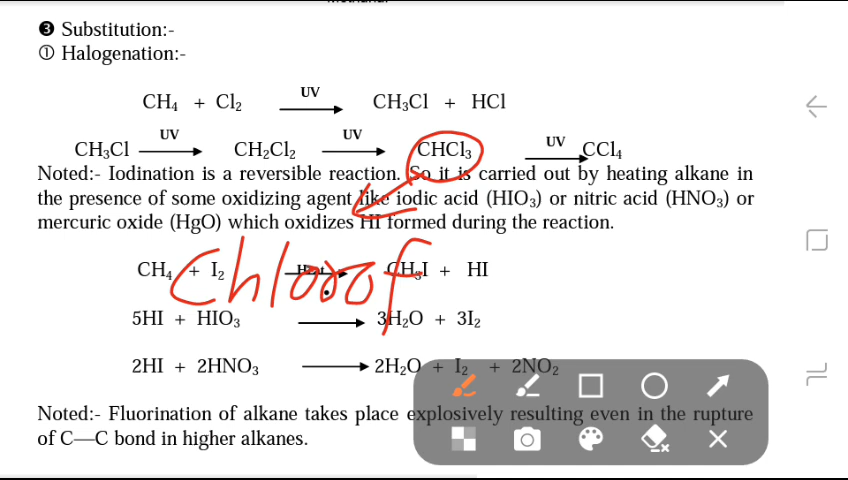 ❸ Substitution:-
① Halogenation:-
CH₄ + Cl₂ UV CH₃Cl + HCl
CH₃Cl UV CH₂Cl₂ UV CHCl₃ UV CCl₄
Noted:- Iodination is a reversible reaction. So it is carried out by heating alkane in
the presence of some oxidizing agent like iodic acid (HIO₃) or nitric acid (HNO₃) or
mercuric oxide (HgO) which oxidizes HI formed during the reaction.
CH₄ + I₂ Heat CH₃I + HI
Chlorof
5HI + HIO₃ 3H₂O + 3I₂
2HI + 2HNO₃ 2H₂O + I₂ + 2NO₂
Noted:- Fluorination of alkane takes place explosively resulting even in the rupture
of C—C bond in higher alkanes.